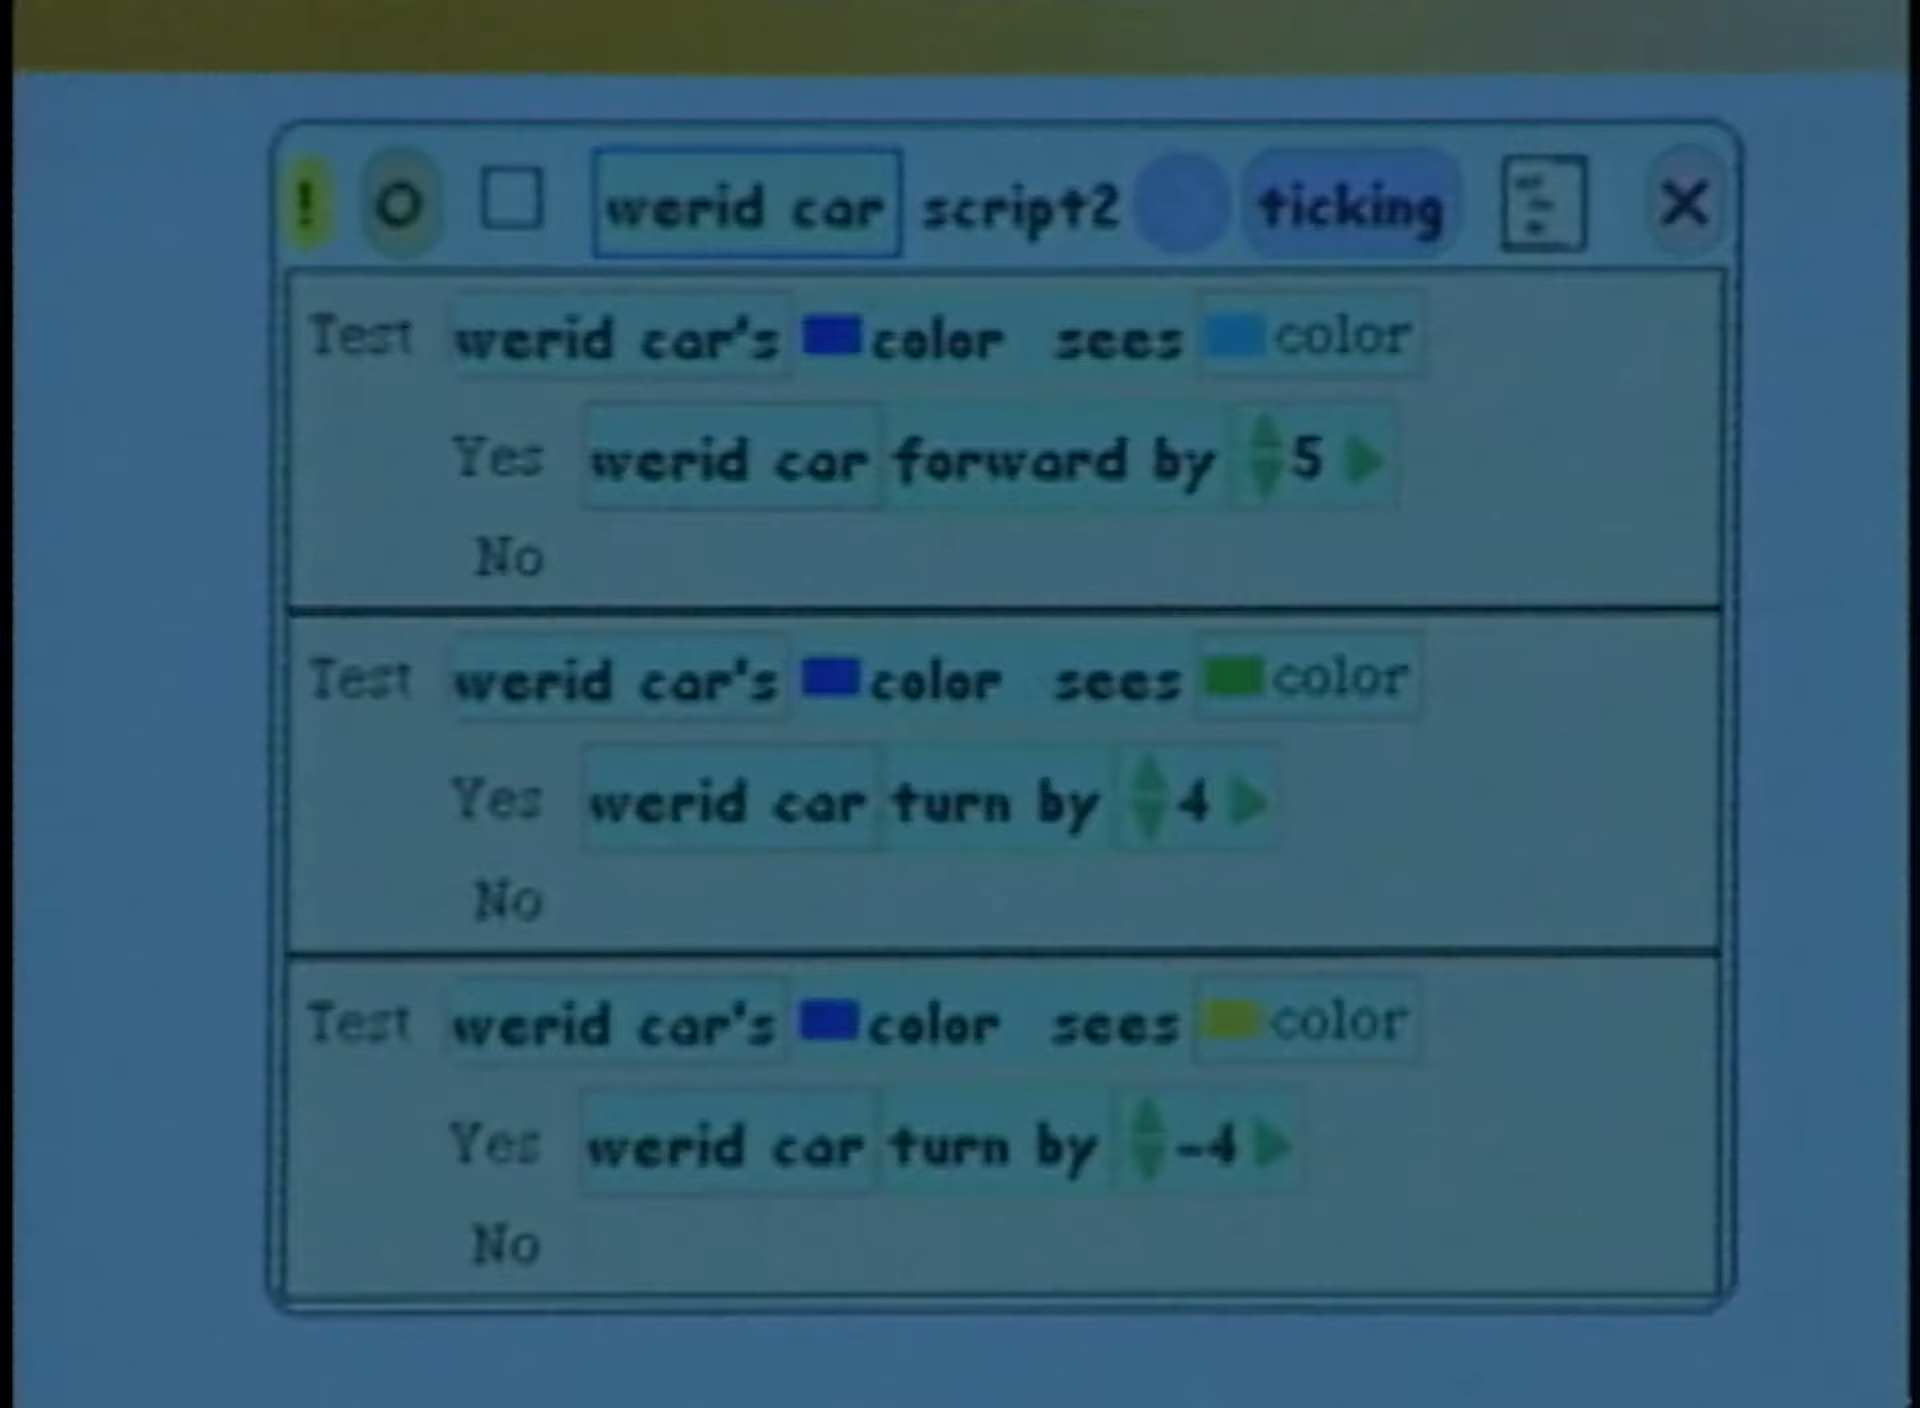 ! O werid car script2 ticking X
Test werid car's color sees color
Yes werid car forward by 5
No
Test werid car's color sees color
Yes werid car turn by 4
No
Test werid car's color sees color
Yes werid car turn by -4
No